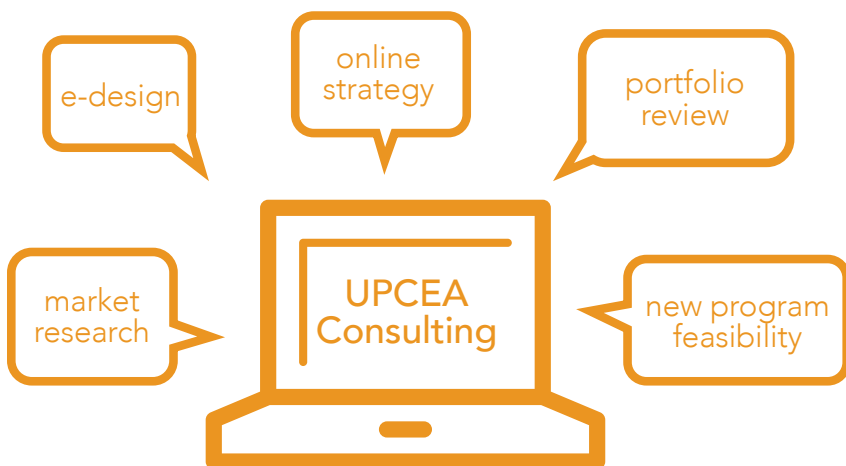 e-design
online
strategy
portfolio
review
market
research
UPCEA
Consulting
new program
feasibility